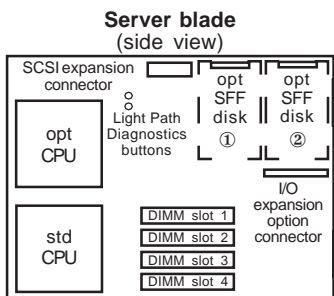 Server blade
(side view)
SCSI expansion
connector
Light Path
Diagnostics
buttons
opt
SFF
disk
①
opt
SFF
disk
②
opt
CPU
I/O
expansion
option
connector
std
CPU
DIMM slot 1
DIMM slot 2
DIMM slot 3
DIMM slot 4